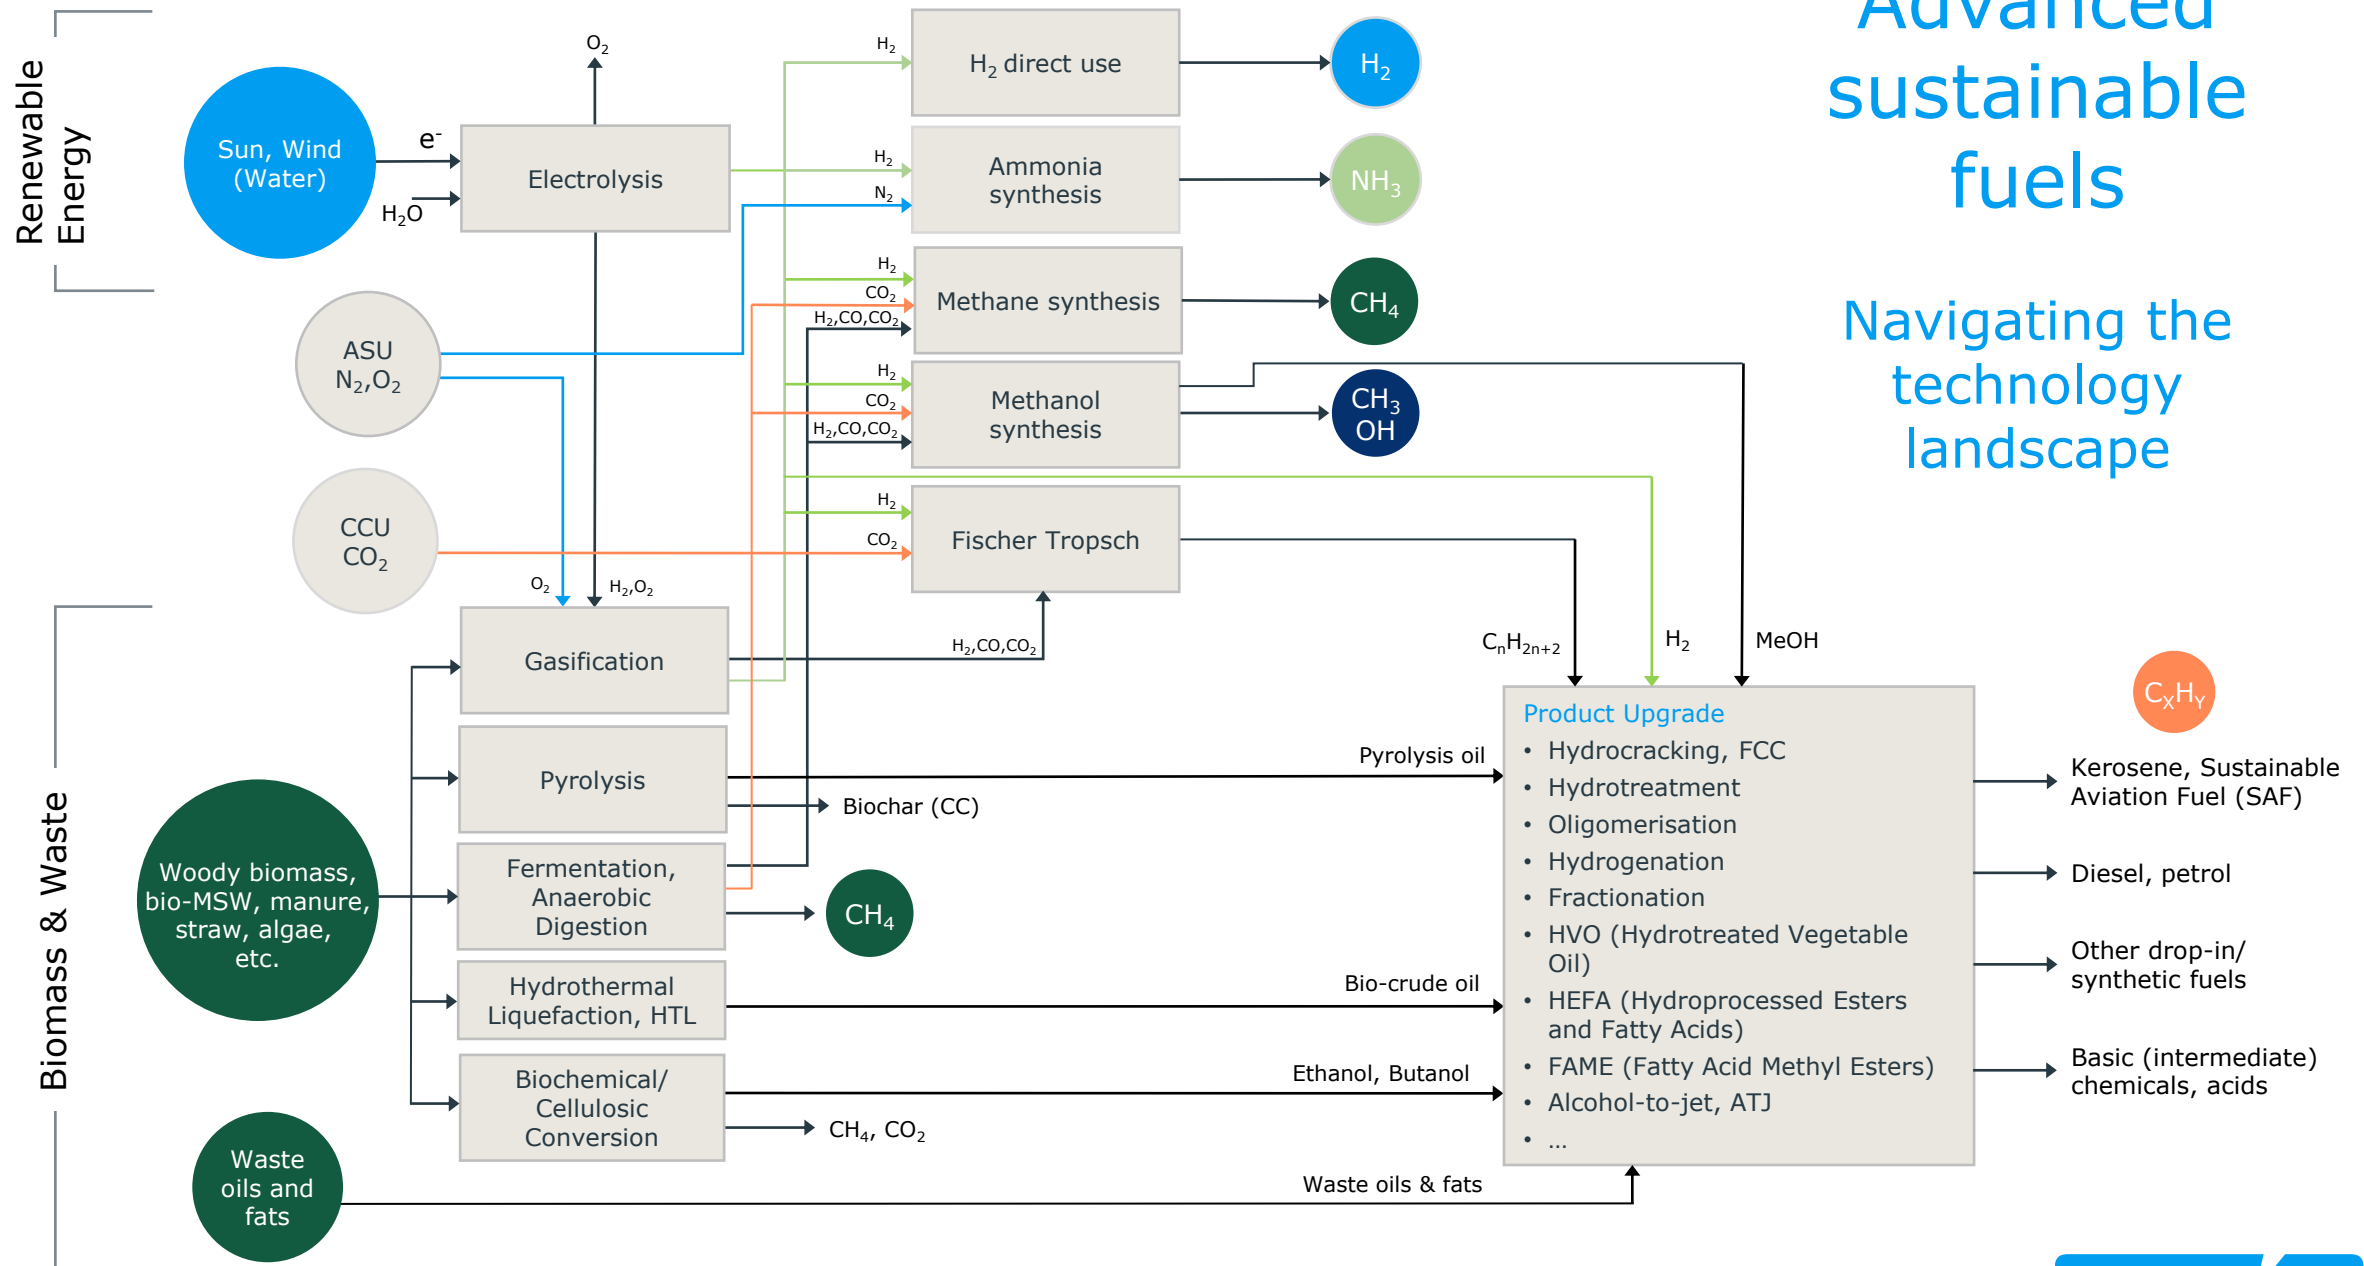 Advanced
sustainable
fuels
Navigating the
technology
landscape
Renewable
Energy
Sun, Wind
(Water)
e⁻
H₂O
O₂
Electrolysis
H₂
H₂ direct use
H₂
H₂
N₂
Ammonia
synthesis
NH₃
H₂
CO₂
H₂,CO,CO₂
Methane synthesis
CH₄
ASU
N₂,O₂
H₂
CO₂
H₂,CO,CO₂
Methanol
synthesis
CH₃
OH
CCU
CO₂
H₂
CO₂
Fischer Tropsch
O₂
H₂,O₂
H₂,CO,CO₂
CₙH₂ₙ₊₂
H₂
MeOH
Biomass & Waste
Woody biomass,
bio-MSW, manure,
straw, algae,
etc.
Waste
oils and
fats
Gasification
Pyrolysis
Pyrolysis oil
Biochar (CC)
Fermentation,
Anaerobic
Digestion
CH₄
Hydrothermal
Liquefaction, HTL
Bio-crude oil
Biochemical/
Cellulosic
Conversion
Ethanol, Butanol
CH₄, CO₂
Waste oils & fats
Product Upgrade
• Hydrocracking, FCC
• Hydrotreatment
• Oligomerisation
• Hydrogenation
• Fractionation
• HVO (Hydrotreated Vegetable
Oil)
• HEFA (Hydroprocessed Esters
and Fatty Acids)
• FAME (Fatty Acid Methyl Esters)
• Alcohol-to-jet, ATJ
• …
CXHY
Kerosene, Sustainable
Aviation Fuel (SAF)
Diesel, petrol
Other drop-in/
synthetic fuels
Basic (intermediate)
chemicals, acids